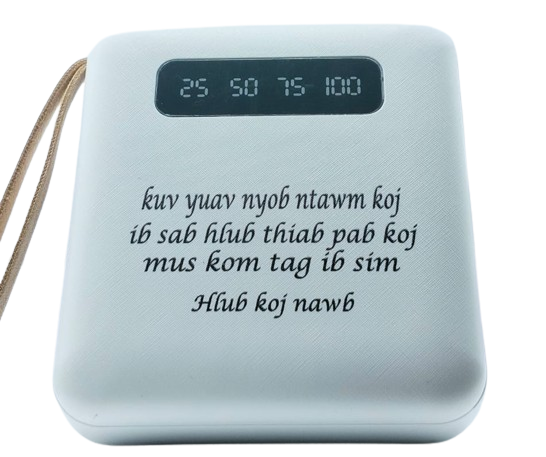 25 50 75 100
kuv yuav nyob ntawm koj
ib sab hlub thiab pab koj
mus kom tag ib sim
Hlub koj nawb